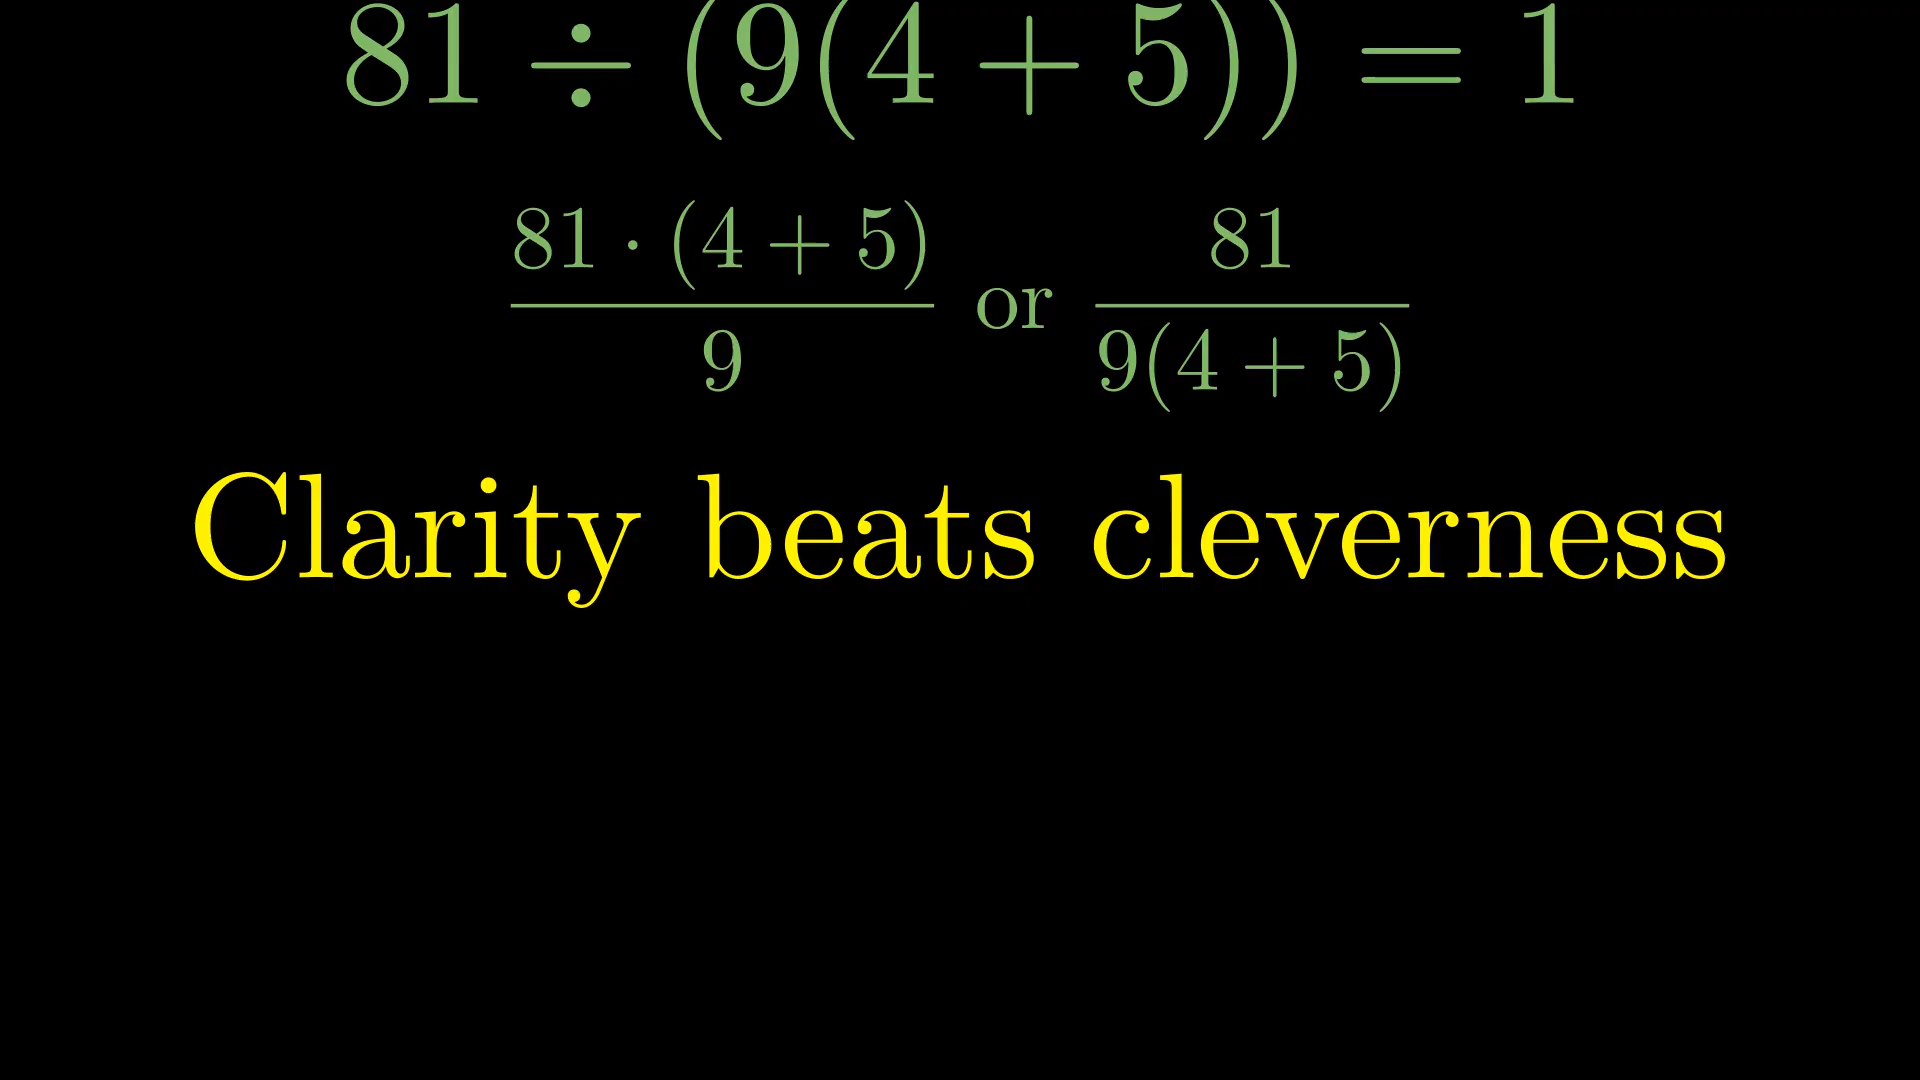 81 ÷ (9(4 + 5)) = 1
81 · (4 + 5) / 9 or 81 / 9(4 + 5)
Clarity beats cleverness